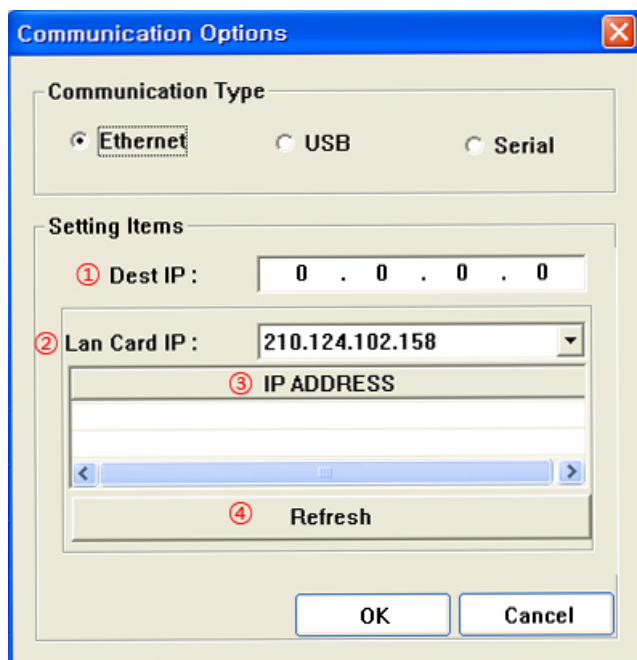 Communication Options
Communication Type
Ethernet USB Serial
Setting Items
① Dest IP : 0 . 0 . 0 . 0
② Lan Card IP : 210.124.102.158
③ IP ADDRESS
④ Refresh
OK Cancel